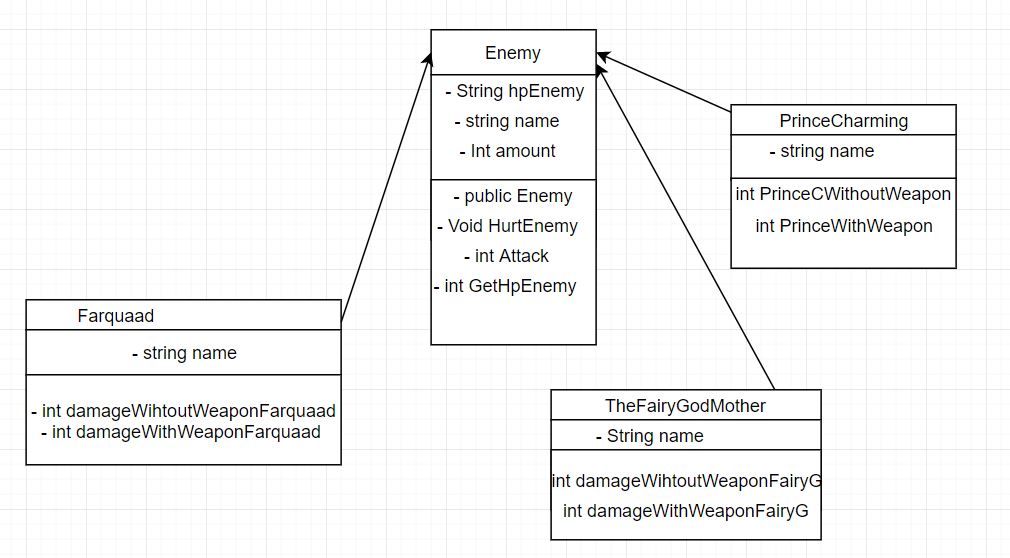 Enemy
- String hpEnemy
- string name
- Int amount
- public Enemy
- Void HurtEnemy
- int Attack
- int GetHpEnemy
PrinceCharming
- string name
int PrinceCWithoutWeapon
int PrinceWithWeapon
Farquaad
- string name
- int damageWihtoutWeaponFarquaad
- int damageWithWeaponFarquaad
TheFairyGodMother
- String name
int damageWihtoutWeaponFairyG
int damageWithWeaponFairyG